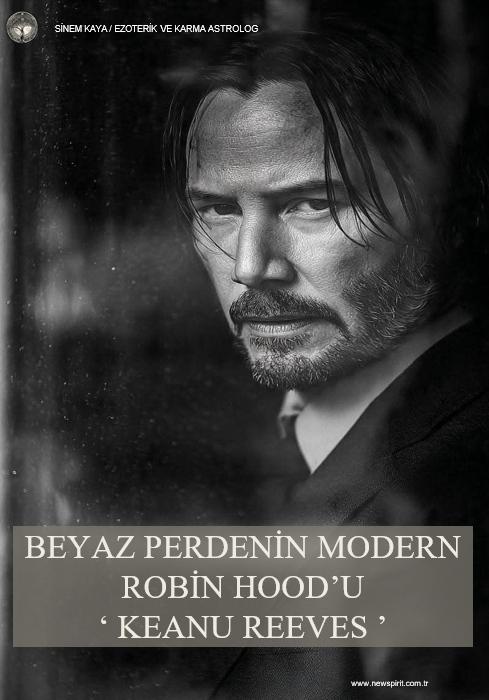 SİNEM KAYA / EZOTERİK VE KARMA ASTROLOG
BEYAZ PERDENİN MODERN
ROBİN HOOD’U
‘ KEANU REEVES ’
www.newspirit.com.tr